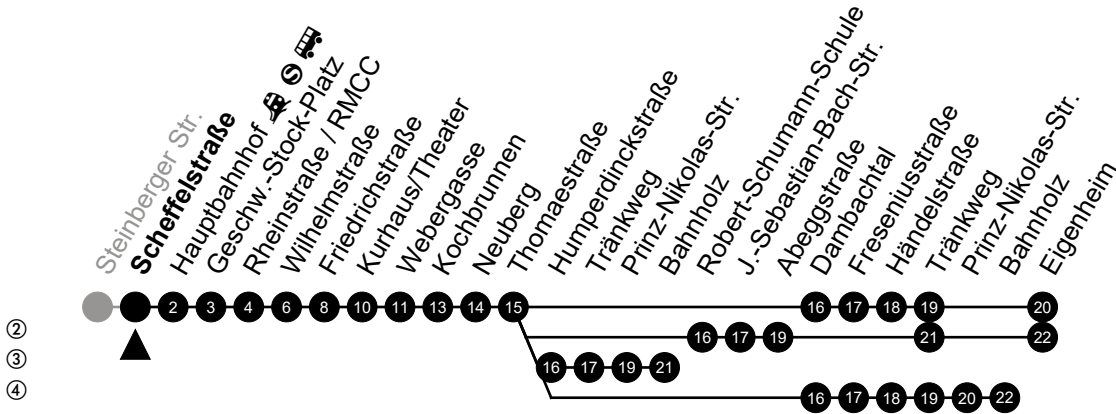 Steinberger Str.
Scheffelstraße
Hauptbahnhof Ⓢ
Geschw.-Stock-Platz
Rheinstraße / RMCC
Wilhelmstraße
Friedrichstraße
Kurhaus/Theater
Webergasse
Kochbrunnen
Neuberg
Thomaestraße
Humperdinckstraße
Tränkweg
Prinz-Nikolas-Str.
Bahnholz
Robert-Schumann-Schule
J.-Sebastian-Bach-Str.
Abeggstraße
Dambachtal
Freseniusstraße
Händelstraße
Tränkweg
Prinz-Nikolas-Str.
Bahnholz
Eigenheim
2 3 4 6 8 10 11 13 14 15 16 17 18 19 20
② 16 17 19 21 22
③ 16 17 19 21
④ 16 17 18 19 20 22